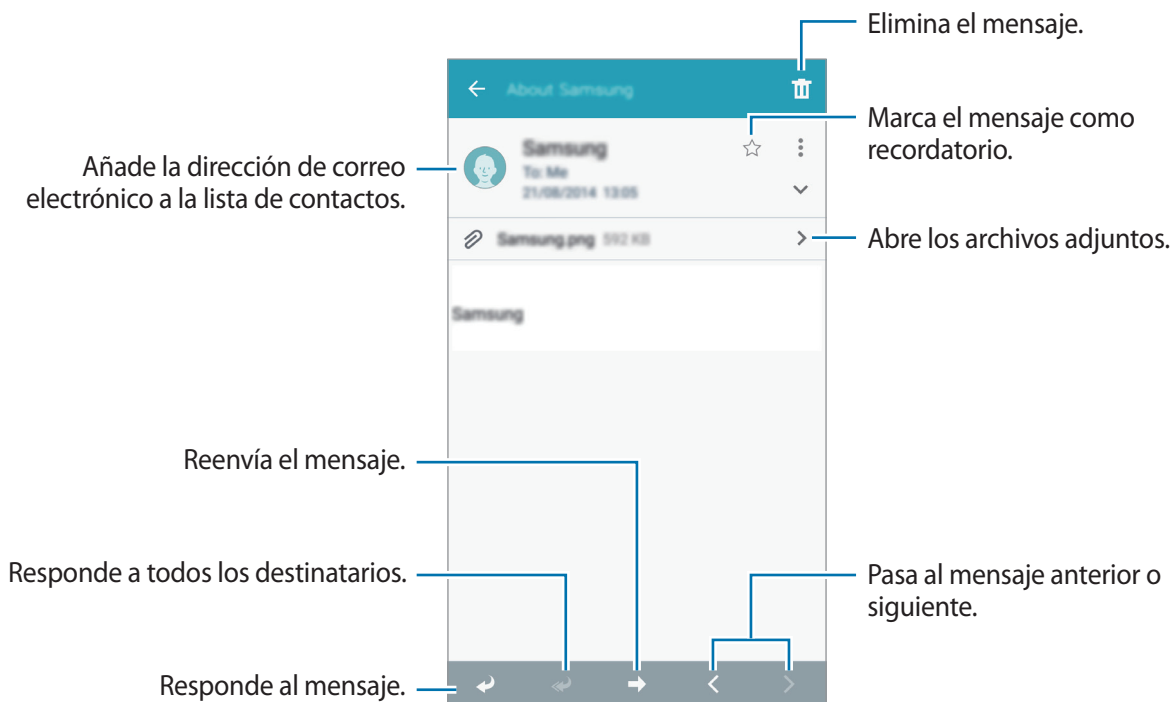 Elimina el mensaje.
About Samsung
Marca el mensaje como
recordatorio.
Añade la dirección de correo
electrónico a la lista de contactos.
Samsung
To: Me
21/08/2014 13:05
Samsung.png 592 KB
Abre los archivos adjuntos.
Samsung
Reenvía el mensaje.
Responde a todos los destinatarios.
Pasa al mensaje anterior o
siguiente.
Responde al mensaje.